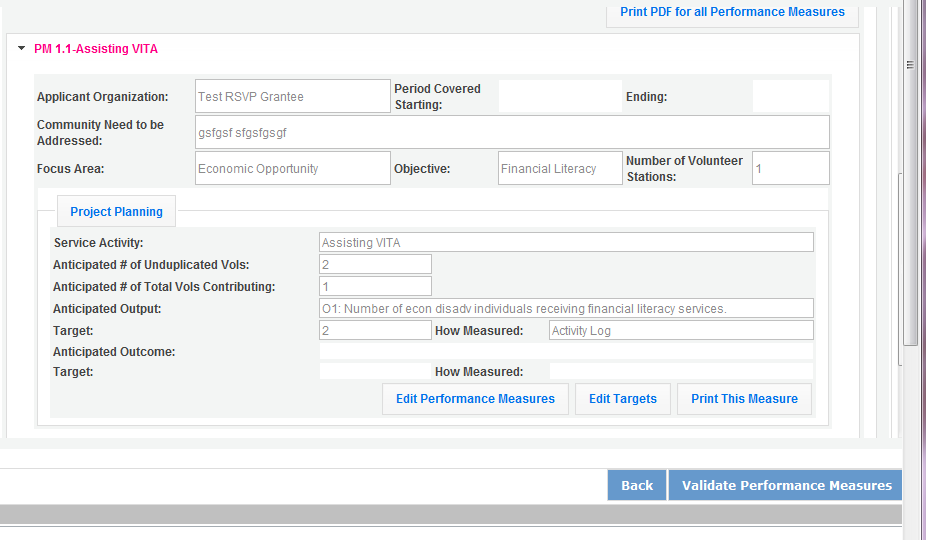 Print PDF for all Performance Measures
PM 1.1-Assisting VITA
Applicant Organization: Test RSVP Grantee Period Covered Starting: Ending:
Community Need to be Addressed: gsfgsf sfgsfgsgf
Focus Area: Economic Opportunity Objective: Financial Literacy Number of Volunteer Stations: 1
Project Planning
Service Activity: Assisting VITA
Anticipated # of Unduplicated Vols: 2
Anticipated # of Total Vols Contributing: 1
Anticipated Output: O1: Number of econ disadv individuals receiving financial literacy services.
Target: 2 How Measured: Activity Log
Anticipated Outcome:
Target: How Measured:
Edit Performance Measures Edit Targets Print This Measure
Back Validate Performance Measures